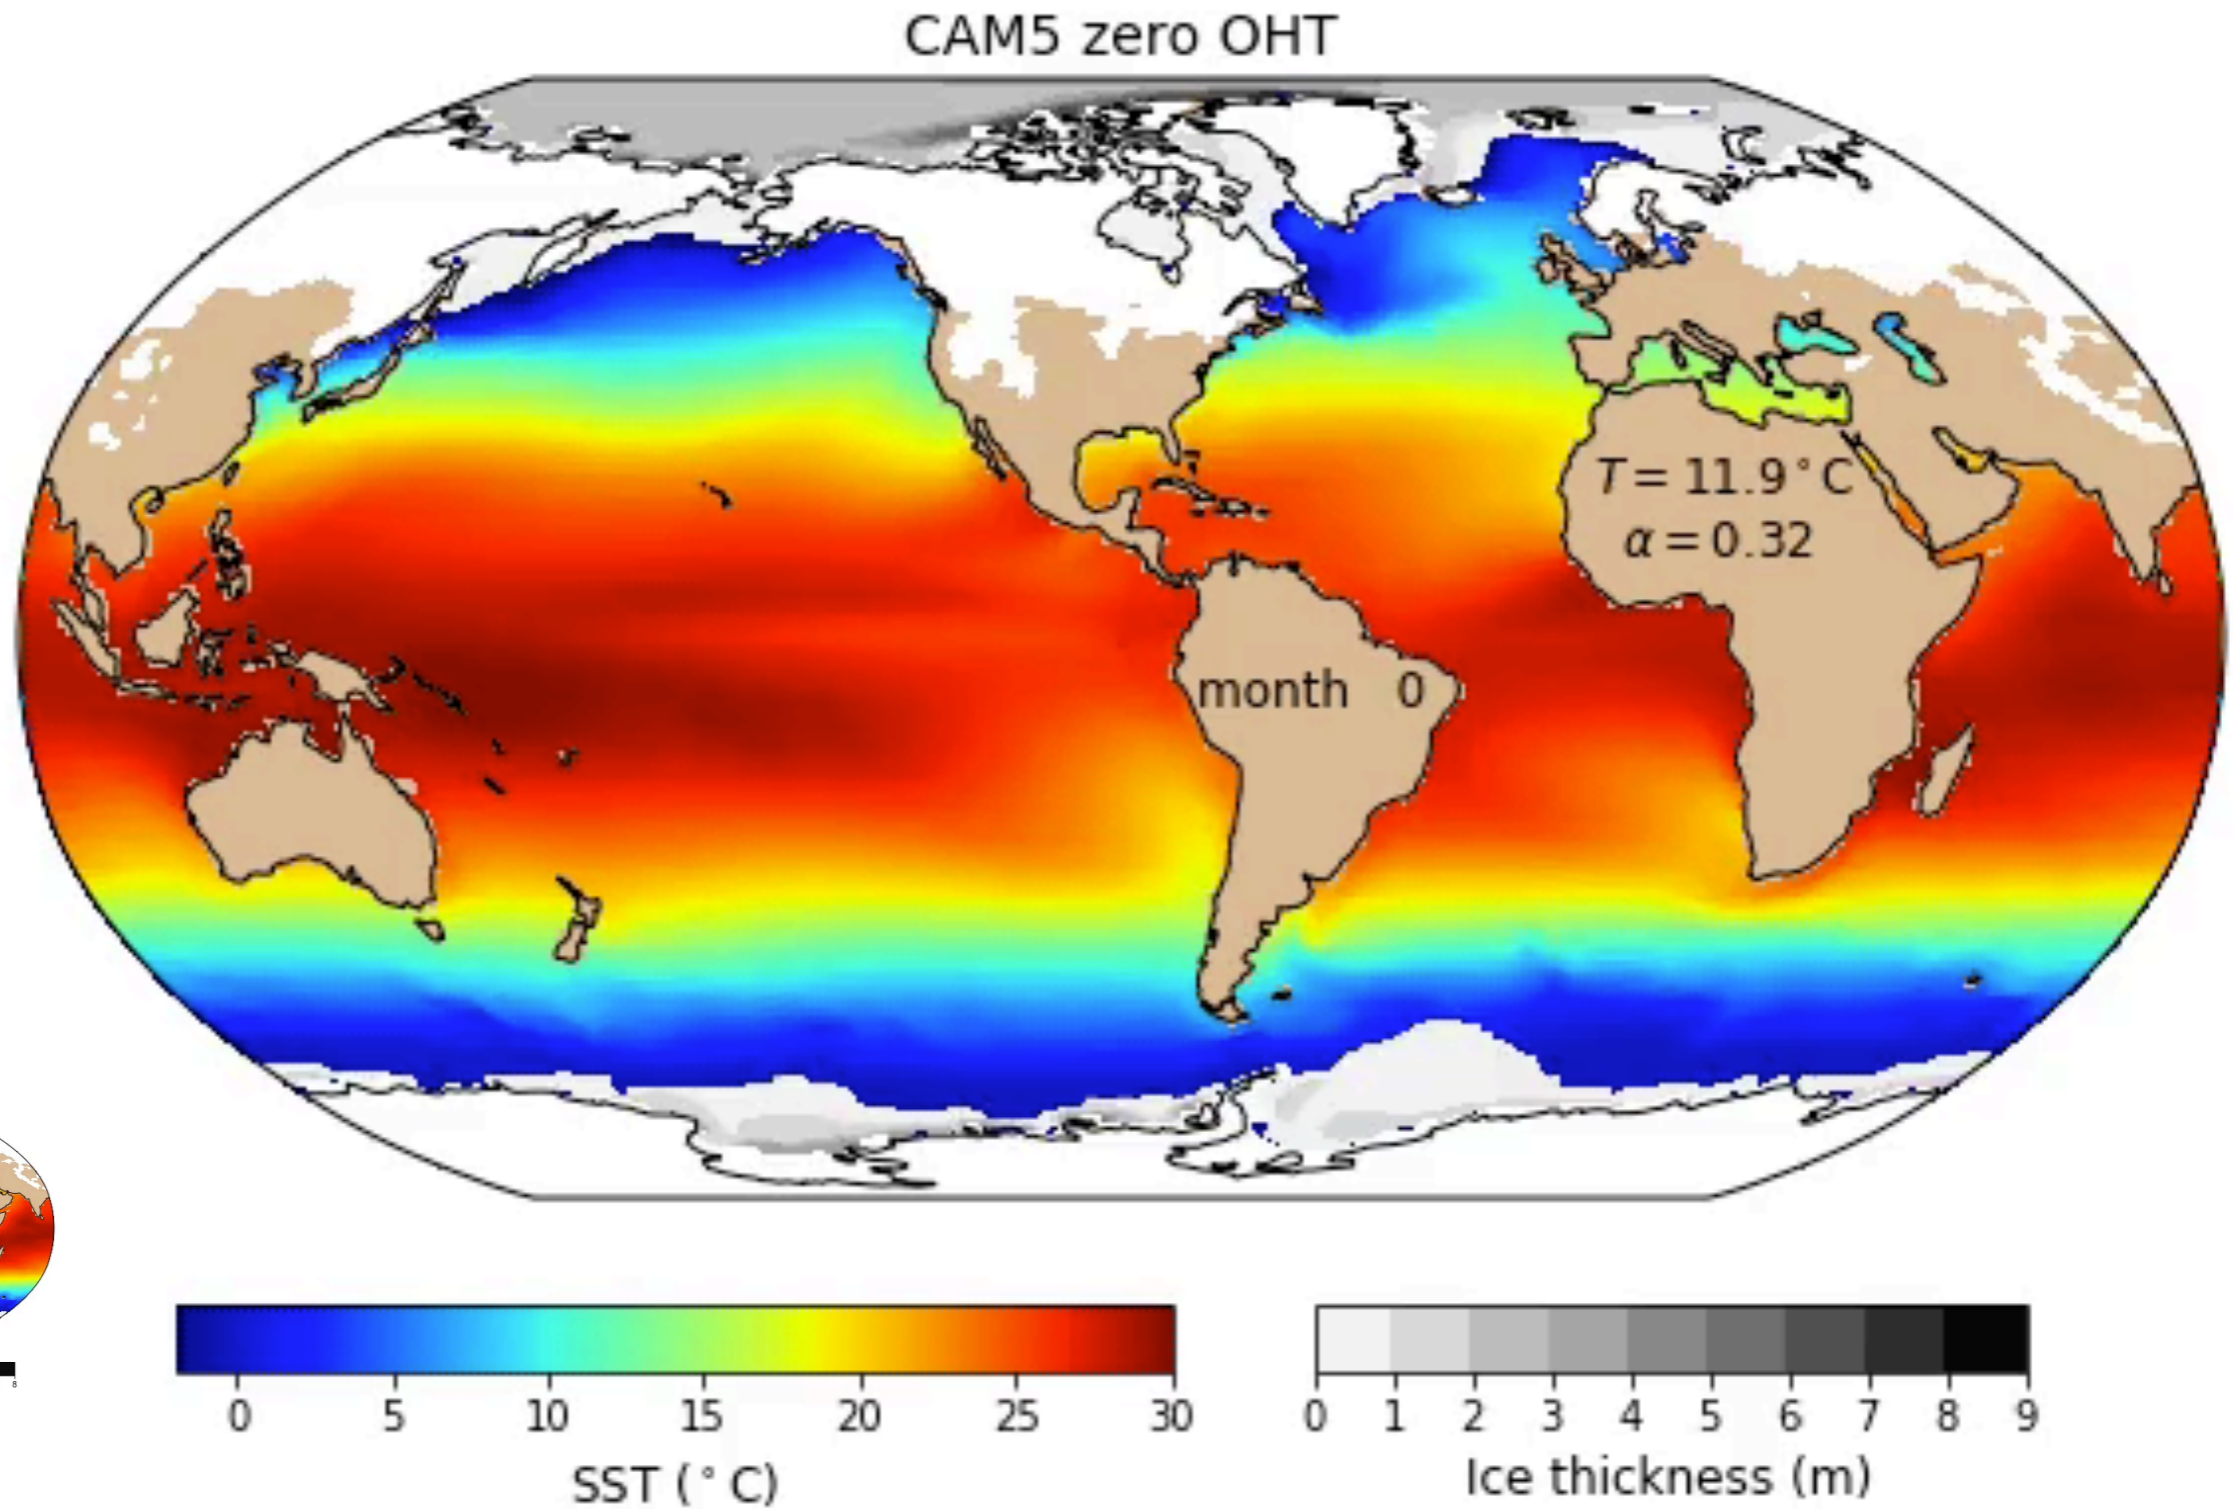 CAM5 zero OHT
T = 11.9°C
α = 0.32
month 0
0 5 10 15 20 25 30
SST (°C)
0 1 2 3 4 5 6 7 8 9
Ice thickness (m)